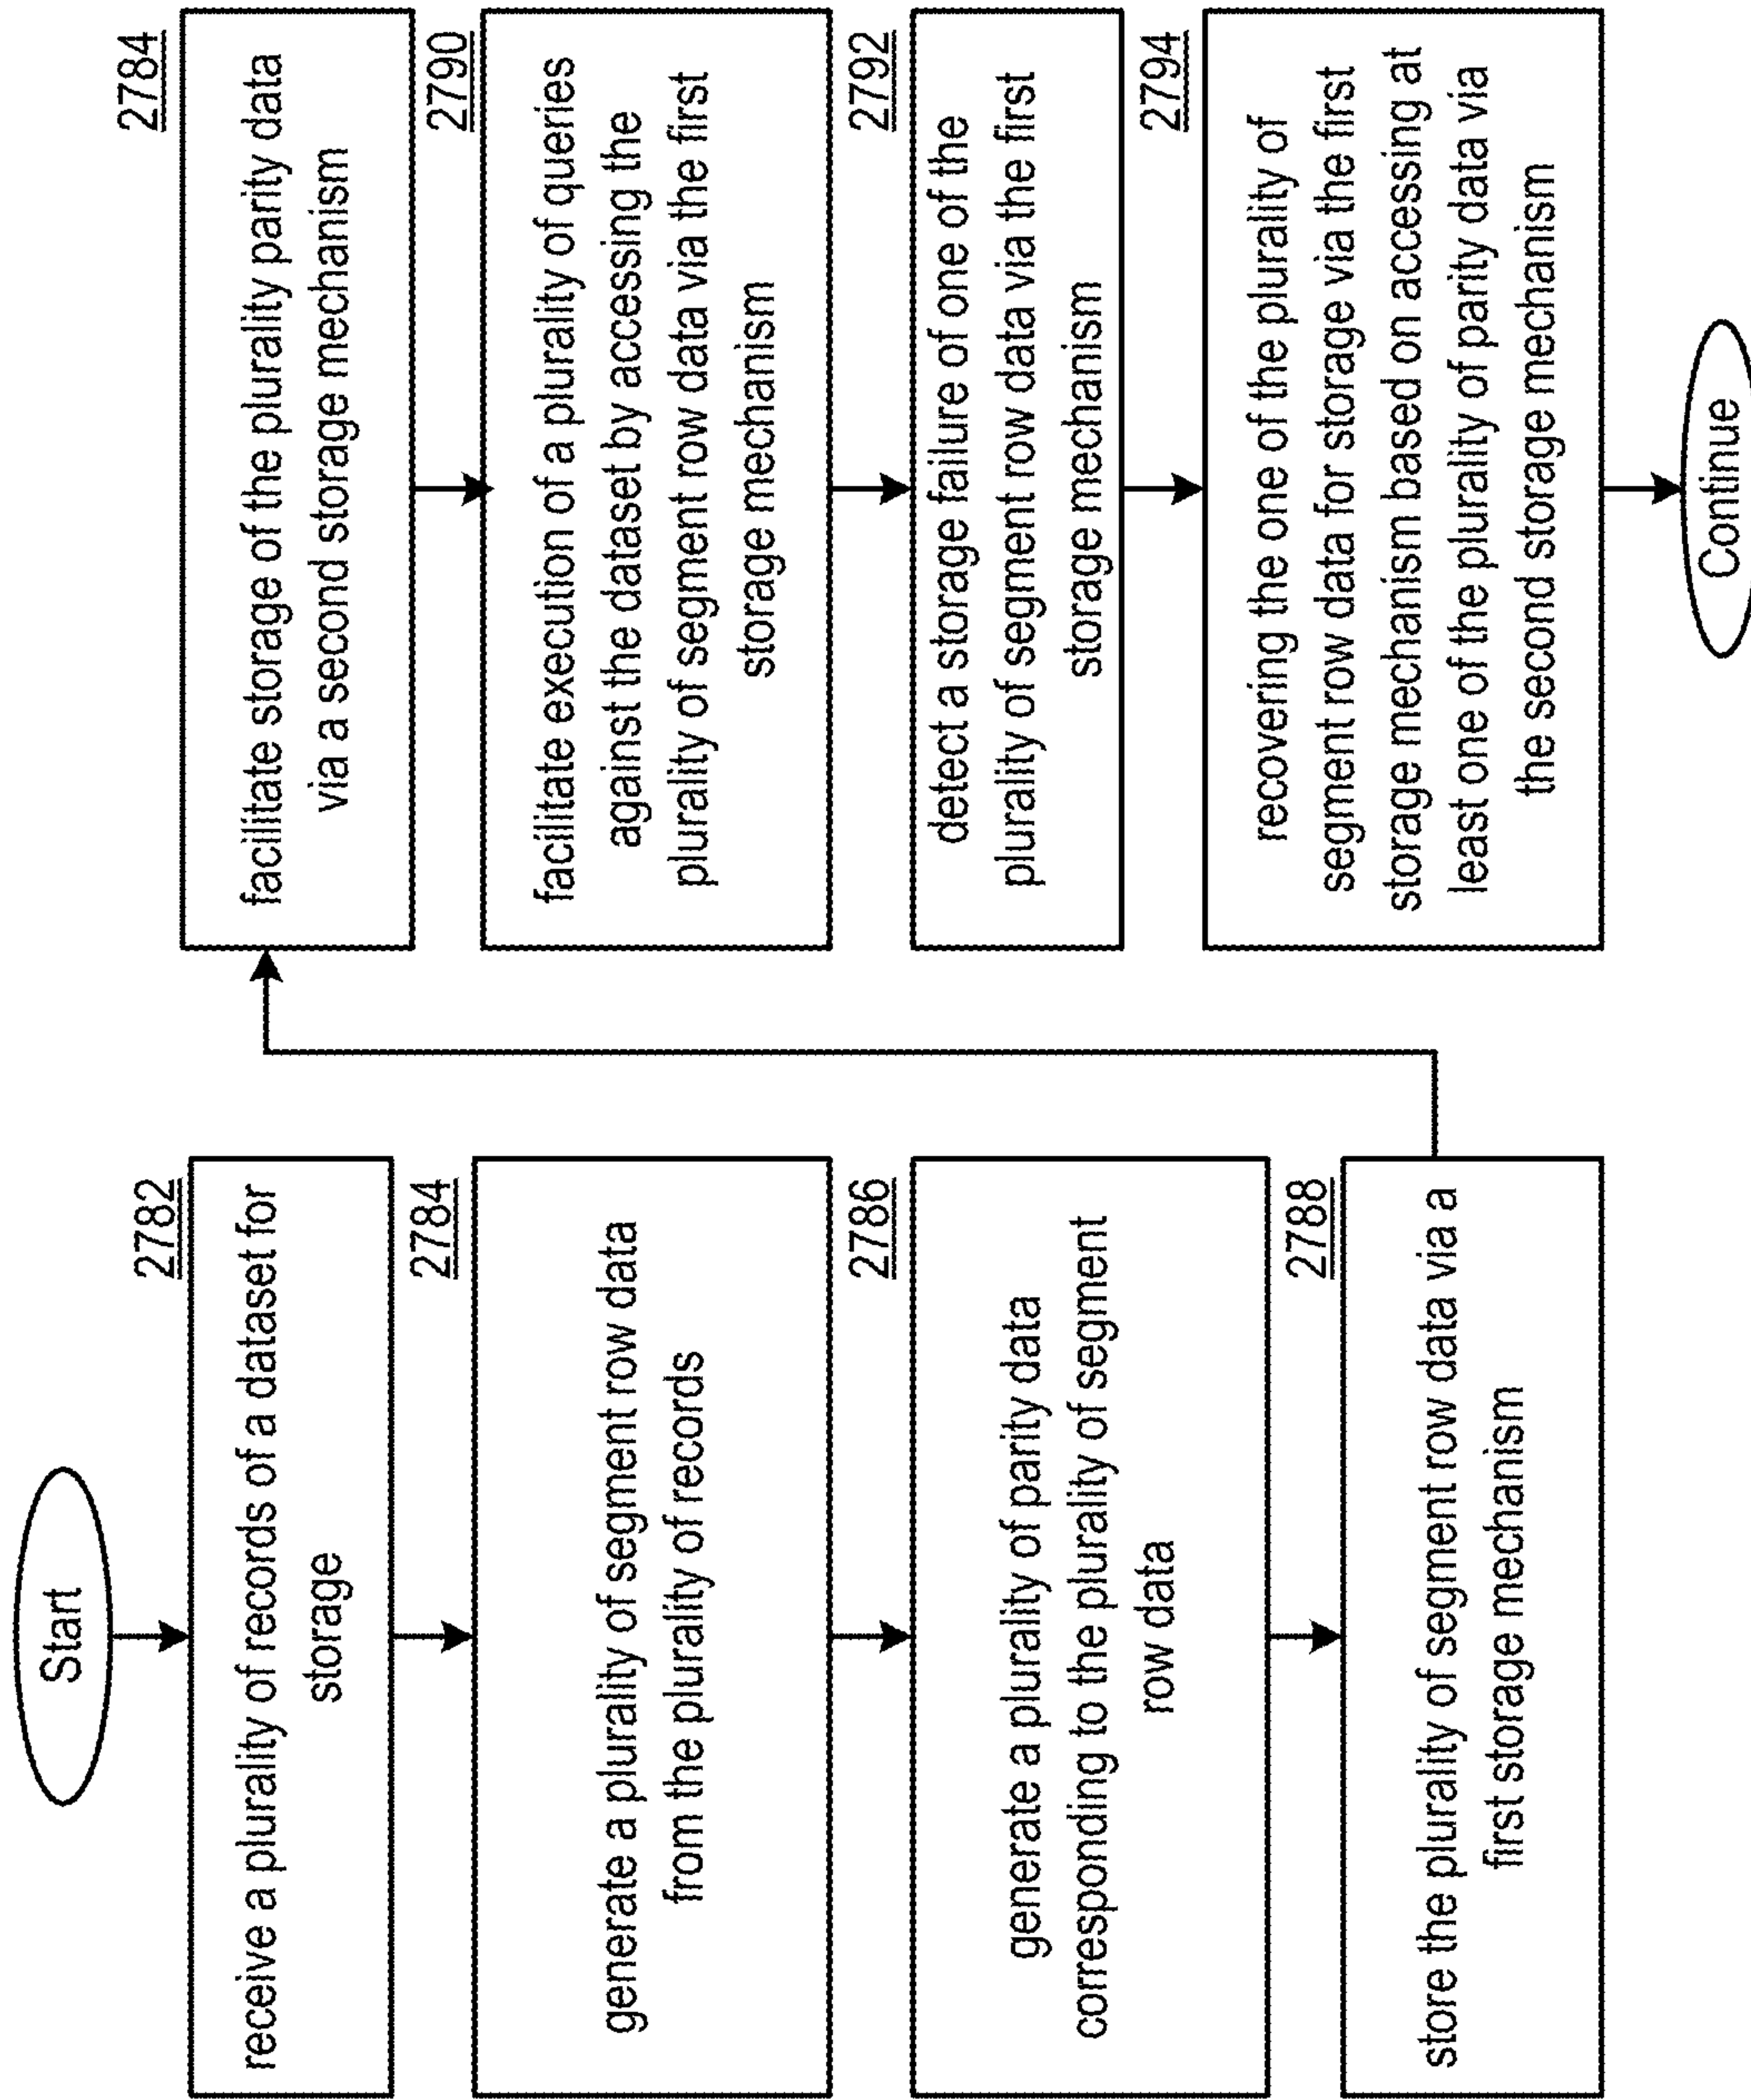 Start
2782
receive a plurality of records of a dataset for
storage
2784
generate a plurality of segment row data
from the plurality of records
2786
generate a plurality of parity data
corresponding to the plurality of segment
row data
2788
store the plurality of segment row data via a
first storage mechanism
2784
facilitate storage of the plurality parity data
via a second storage mechanism
2790
facilitate execution of a plurality of queries
against the dataset by accessing the
plurality of segment row data via the first
storage mechanism
2792
detect a storage failure of one of the
plurality of segment row data via the first
storage mechanism
2794
recovering the one of the plurality of
segment row data for storage via the first
storage mechanism based on accessing at
least one of the plurality of parity data via
the second storage mechanism
Continue